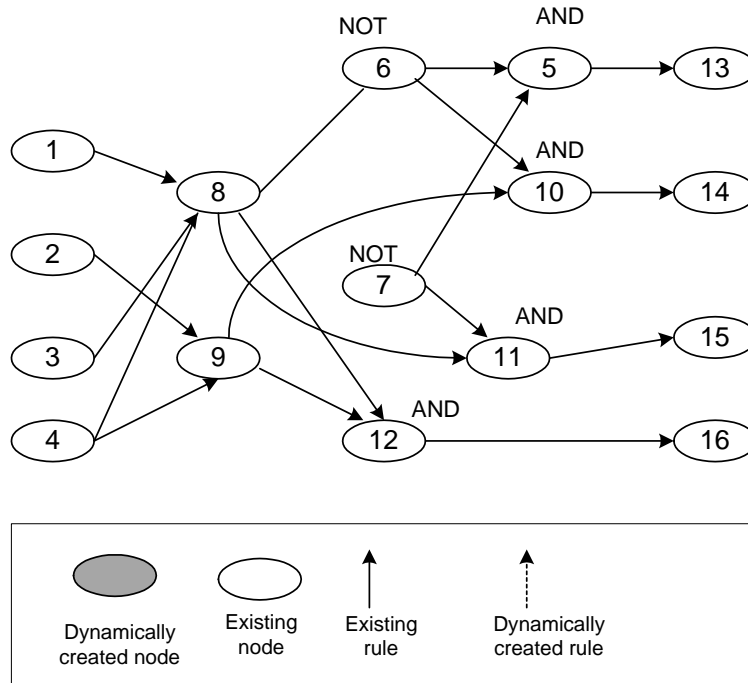 NOT
AND
6
5
13
1
AND
8
10
14
2
NOT
7
AND
15
3
9
11
4
AND
12
16
Dynamically
created node
Existing
node
Existing
rule
Dynamically
created rule